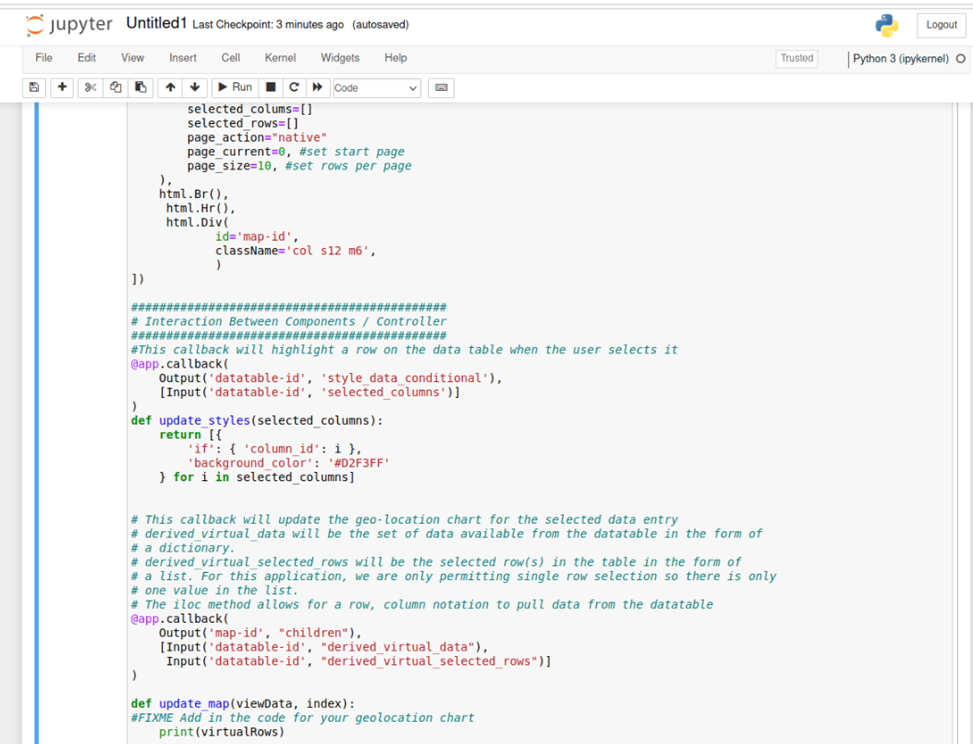 jupyter Untitled1 Last Checkpoint: 3 minutes ago (autosaved) Logout
File Edit View Insert Cell Kernel Widgets Help Trusted Python 3 (ipykernel)
Run Code
            selected_colums=[]
            selected_rows=[]
            page_action="native"
            page_current=0, #set start page
            page_size=10, #set rows per page
        ),
    html.Br(),
     html.Hr(),
     html.Div(
            id='map-id',
            className='col s12 m6',
            )
])
#############################################
# Interaction Between Components / Controller
#############################################
#This callback will highlight a row on the data table when the user selects it
@app.callback(
    Output('datatable-id', 'style_data_conditional'),
    [Input('datatable-id', 'selected_columns')]
)
def update_styles(selected_columns):
    return [{
        'if': { 'column_id': i },
        'background_color': '#D2F3FF'
    } for i in selected_columns]
# This callback will update the geo-location chart for the selected data entry
# derived_virtual_data will be the set of data available from the datatable in the form of
# a dictionary.
# derived_virtual_selected_rows will be the selected row(s) in the table in the form of
# a list. For this application, we are only permitting single row selection so there is only
# one value in the list.
# The iloc method allows for a row, column notation to pull data from the datatable
@app.callback(
    Output('map-id', "children"),
    [Input('datatable-id', "derived_virtual_data"),
     Input('datatable-id', "derived_virtual_selected_rows")]
)
def update_map(viewData, index):
#FIXME Add in the code for your geolocation chart
    print(virtualRows)